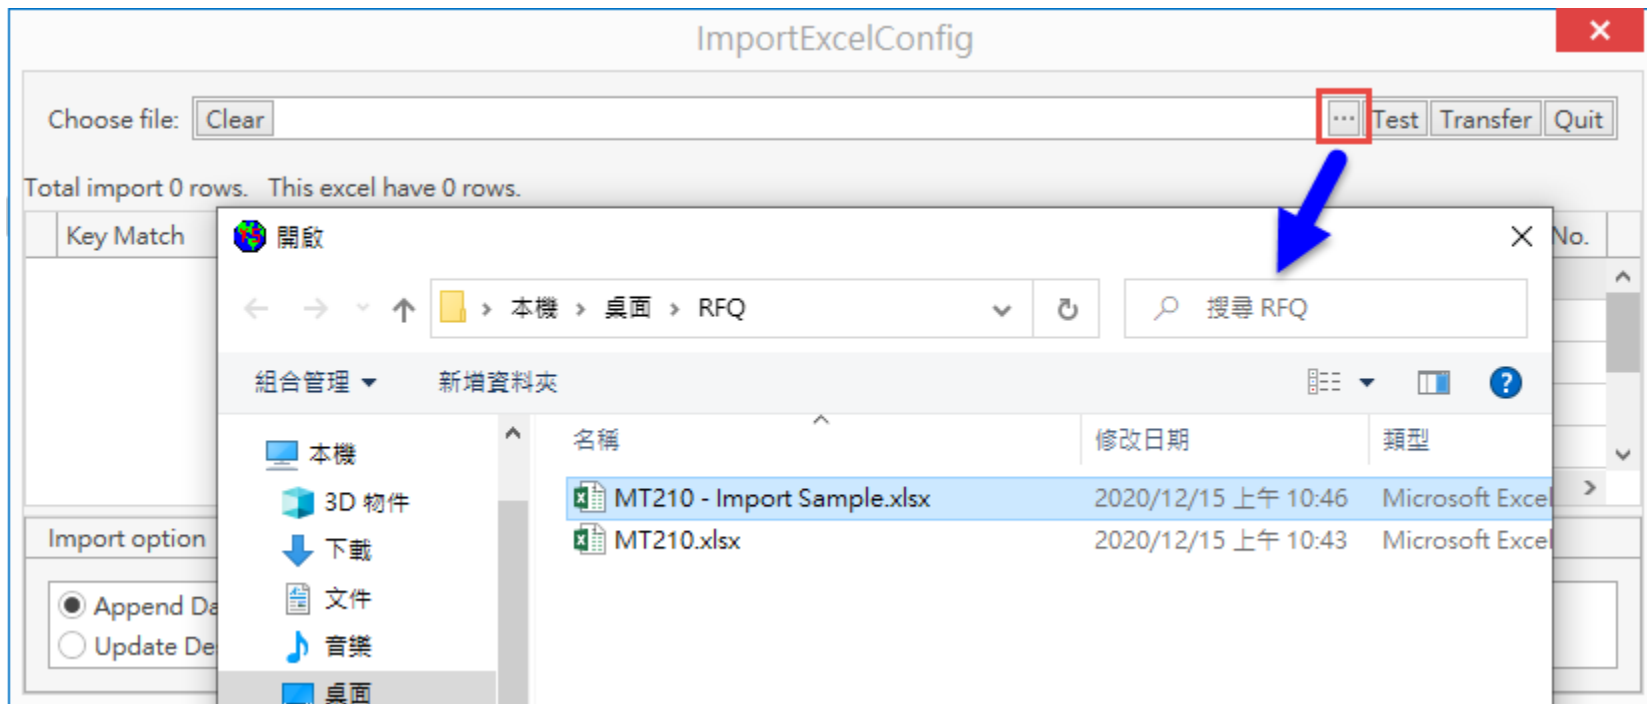 ImportExcelConfig
Choose file: Clear ... Test Transfer Quit
Total import 0 rows. This excel have 0 rows.
Key Match No.
開啟
本機 > 桌面 > RFQ 搜尋 RFQ
組合管理 新增資料夾
名稱 修改日期 類型
本機
3D 物件
下載
文件
音樂
桌面
MT210 - Import Sample.xlsx 2020/12/15 上午 10:46 Microsoft Excel
MT210.xlsx 2020/12/15 上午 10:43 Microsoft Excel
Import option
Append Da
Update De